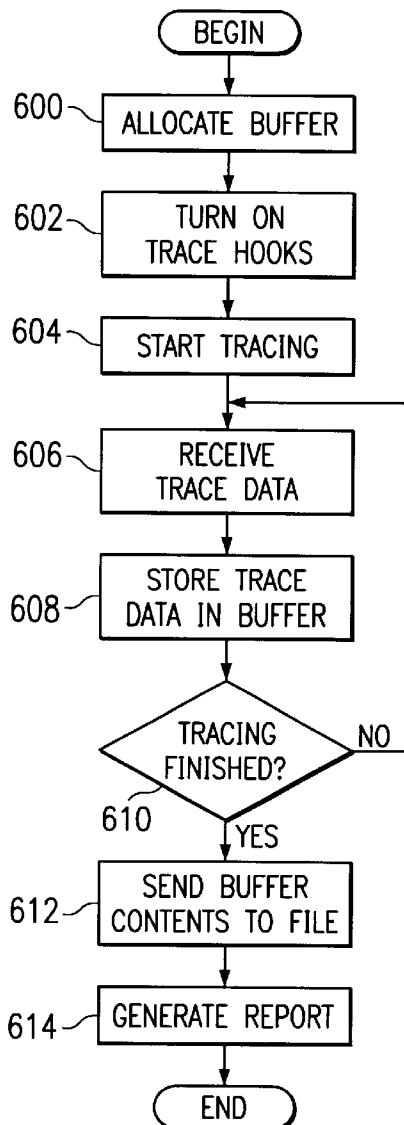 BEGIN
600
ALLOCATE BUFFER
602
TURN ON
TRACE HOOKS
604
START TRACING
606
RECEIVE
TRACE DATA
608
STORE TRACE
DATA IN BUFFER
TRACING
FINISHED?
NO
610
YES
612
SEND BUFFER
CONTENTS TO FILE
614
GENERATE REPORT
END